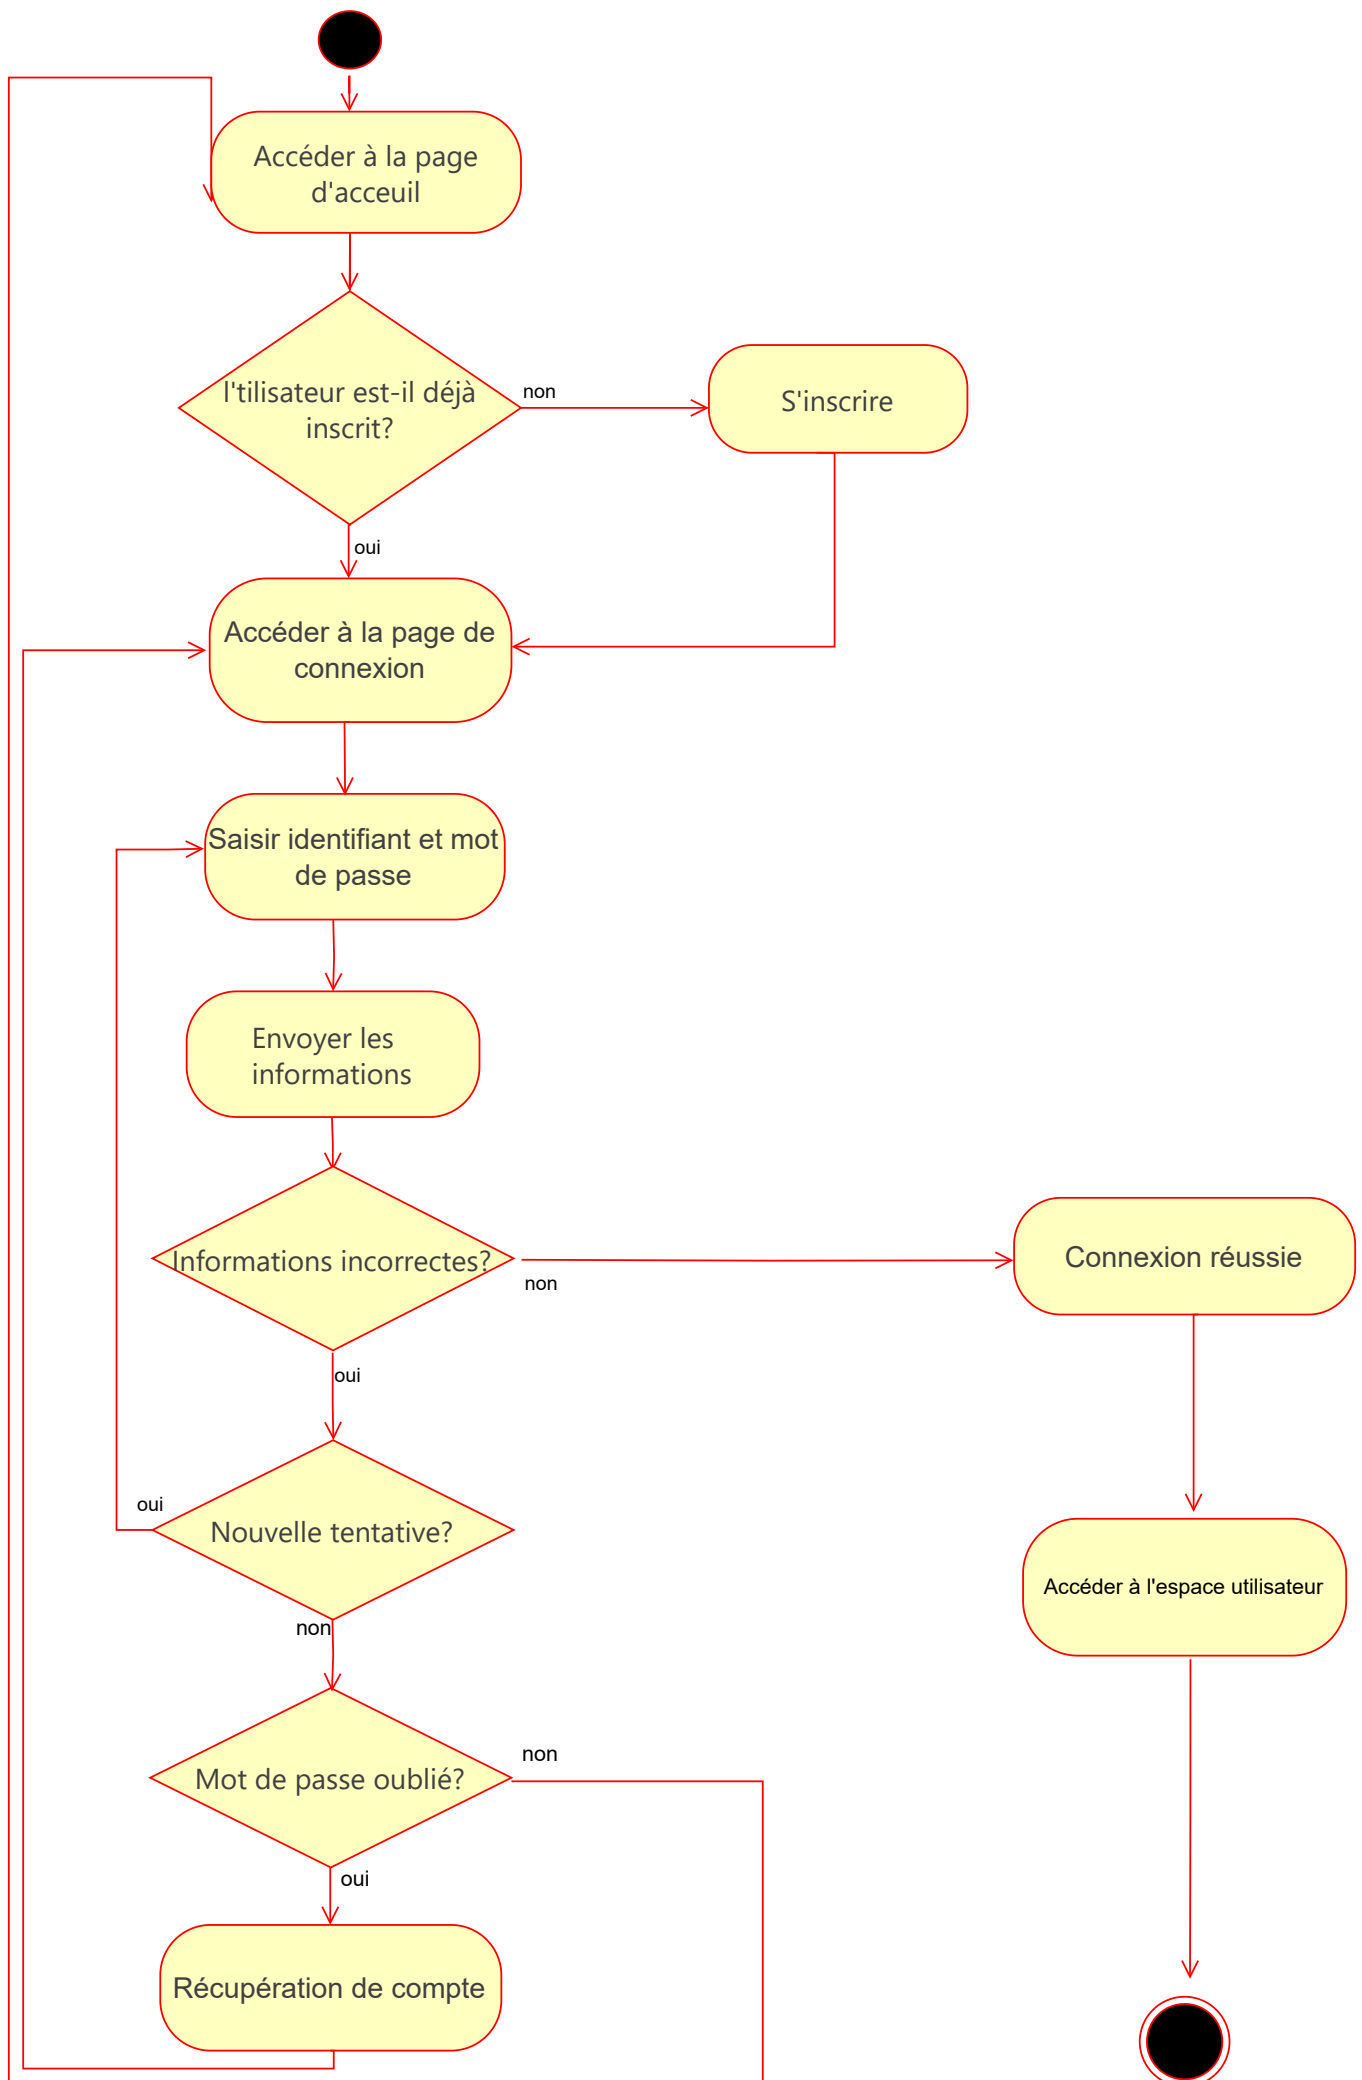 Accéder à la page
d'acceuil
l'tilisateur est-il déjà
inscrit?
non
S'inscrire
oui
Accéder à la page de
connexion
Saisir identifiant et mot
de passe
Envoyer les
informations
Informations incorrectes?
non
Connexion réussie
oui
oui
Nouvelle tentative?
Accéder à l'espace utilisateur
non
non
Mot de passe oublié?
oui
Récupération de compte